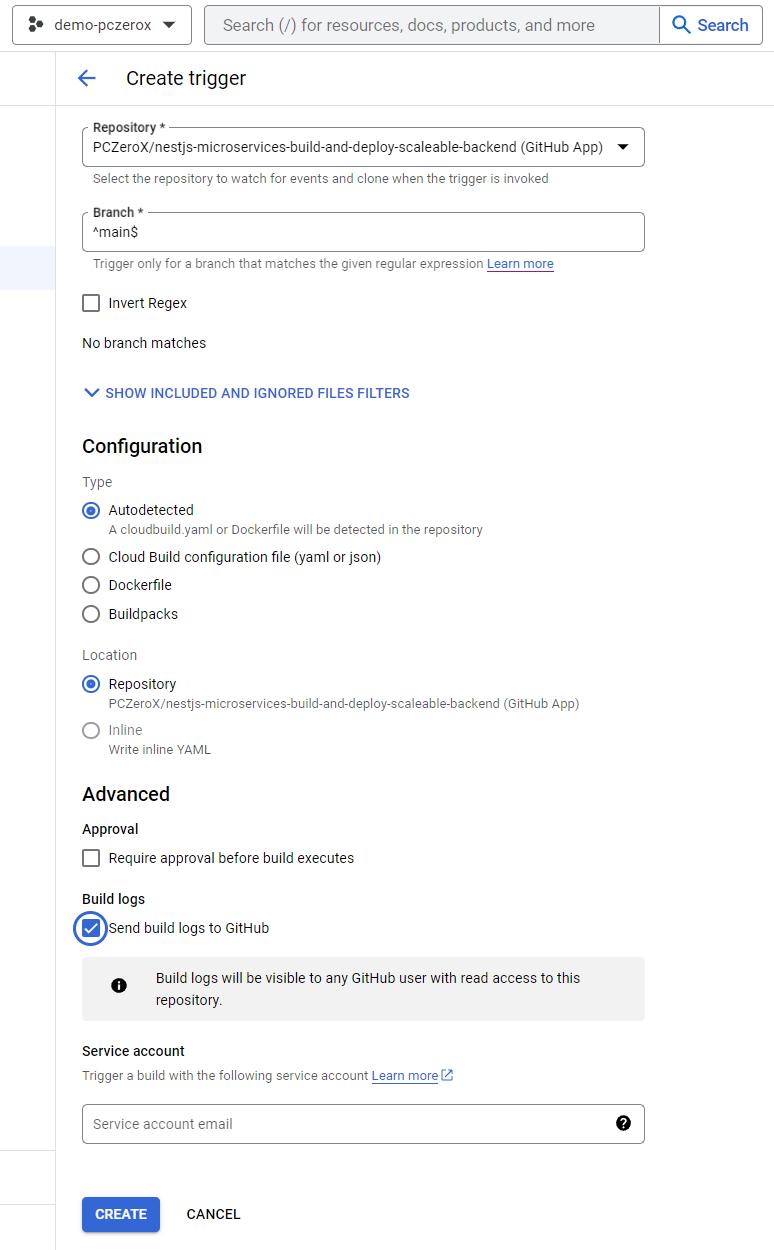 demo-pczerox
Search (/) for resources, docs, products, and more
Search
Create trigger
Repository *
PCZeroX/nestjs-microservices-build-and-deploy-scaleable-backend (GitHub App)
Select the repository to watch for events and clone when the trigger is invoked
Branch *
^main$
Trigger only for a branch that matches the given regular expression Learn more
Invert Regex
No branch matches
SHOW INCLUDED AND IGNORED FILES FILTERS
Configuration
Type
Autodetected
A cloudbuild.yaml or Dockerfile will be detected in the repository
Cloud Build configuration file (yaml or json)
Dockerfile
Buildpacks
Location
Repository
PCZeroX/nestjs-microservices-build-and-deploy-scaleable-backend (GitHub App)
Inline
Write inline YAML
Advanced
Approval
Require approval before build executes
Build logs
Send build logs to GitHub
Build logs will be visible to any GitHub user with read access to this
repository.
Service account
Trigger a build with the following service account Learn more
Service account email
CREATE
CANCEL